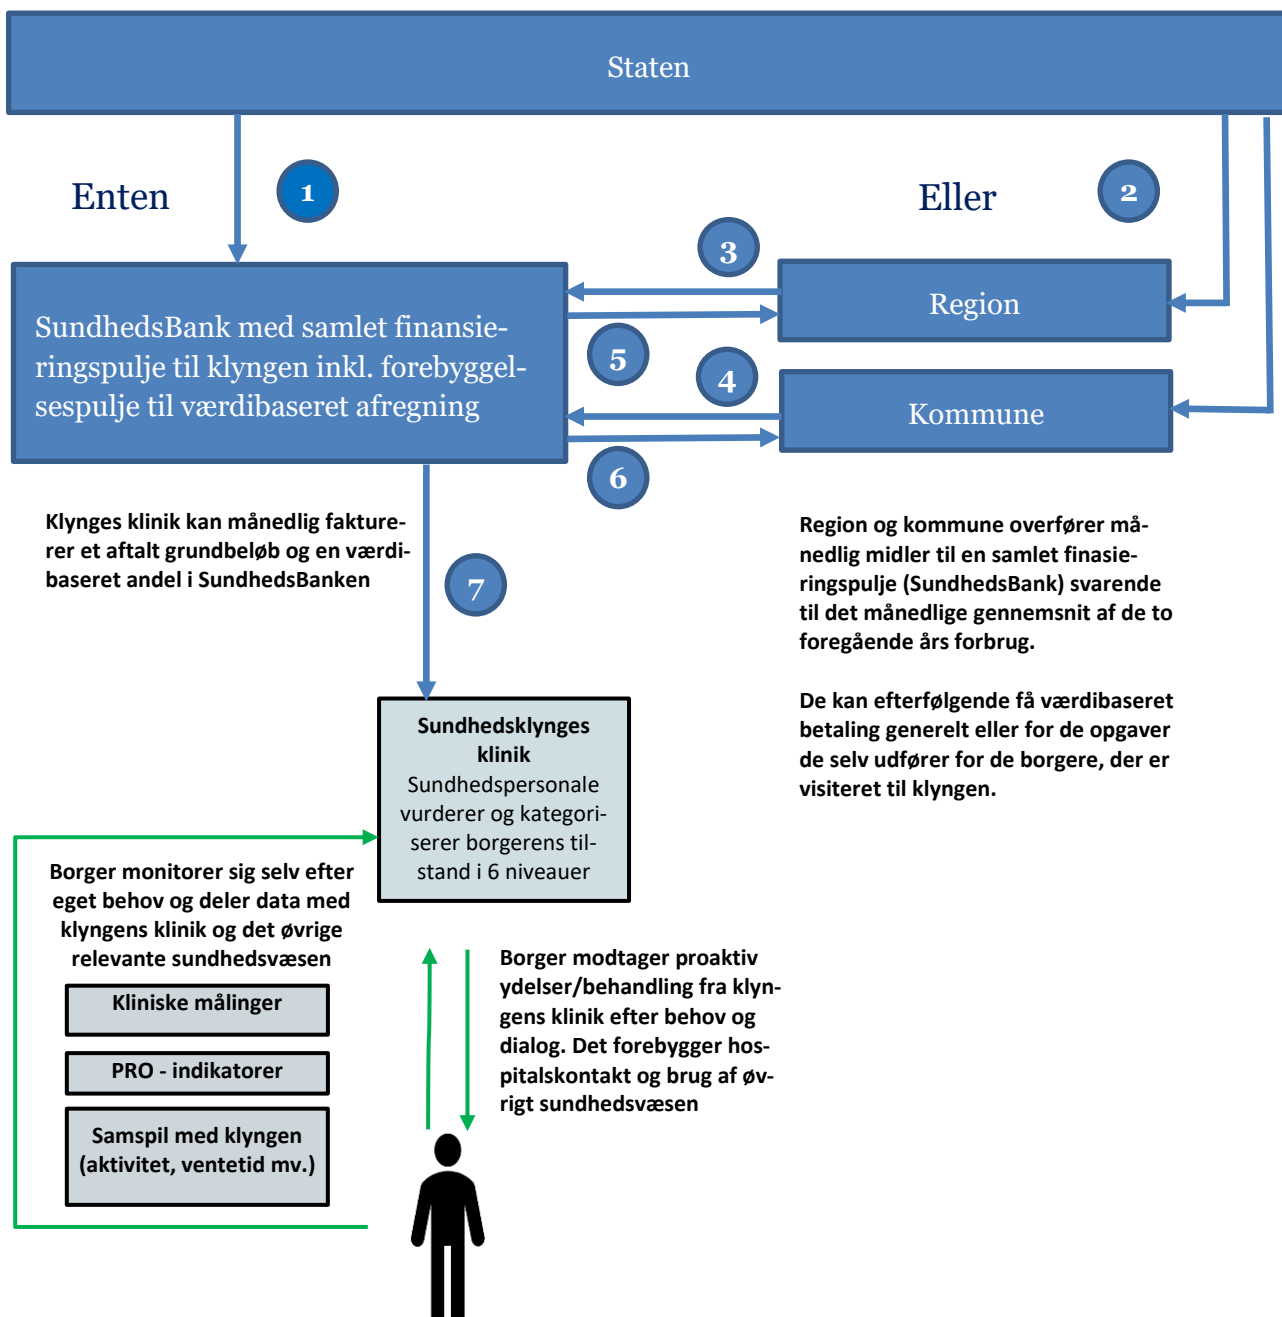 Staten
Enten
1
Eller
2
3
SundhedsBank med samlet finansie-
ringspulje til klyngen inkl. forebyggel-
sespulje til værdibaseret afregning
Region
5
4
Kommune
6
Klynges klinik kan månedlig fakture-
rer et aftalt grundbeløb og en værdi-
baseret andel i SundhedsBanken
7
Region og kommune overfører må-
nedlig midler til en samlet finasie-
ringspulje (SundhedsBank) svarende
til det månedlige gennemsnit af de to
foregående års forbrug.
De kan efterfølgende få værdibaseret
betaling generelt eller for de opgaver
de selv udfører for de borgere, der er
visiteret til klyngen.
Sundhedsklynges
klinik
Sundhedspersonale
vurderer og kategori-
serer borgerens til-
stand i 6 niveauer
Borger monitorer sig selv efter
eget behov og deler data med
klyngens klinik og det øvrige
relevante sundhedsvæsen
Kliniske målinger
PRO - indikatorer
Samspil med klyngen
(aktivitet, ventetid mv.)
Borger modtager proaktiv
ydelser/behandling fra klyn-
gens klinik efter behov og
dialog. Det forebygger hos-
pitalskontakt og brug af øv-
rigt sundhedsvæsen